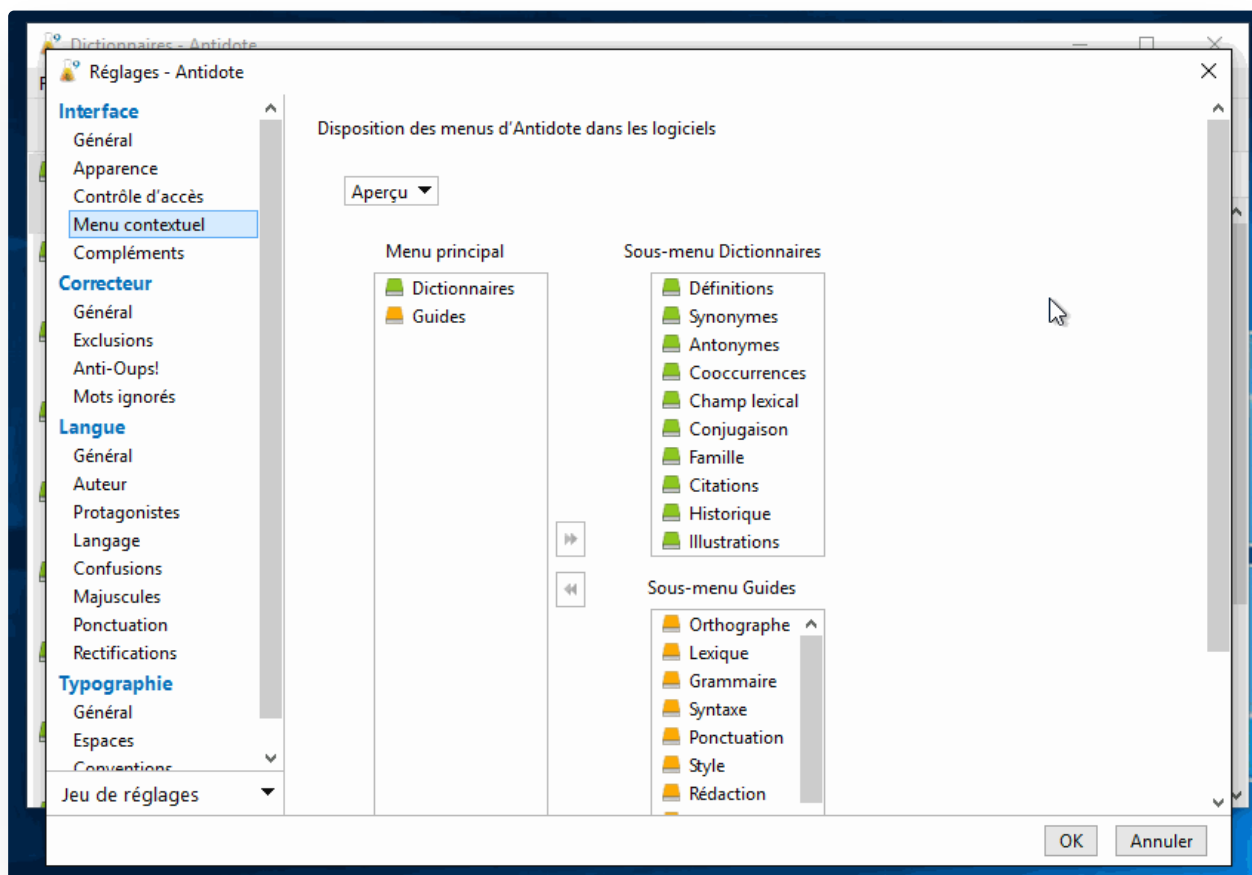 Dictionnaires - Antidote
Réglages - Antidote
Interface
Général
Apparence
Contrôle d'accès
Menu contextuel
Compléments
Correcteur
Général
Exclusions
Anti-Oups!
Mots ignorés
Langue
Général
Auteur
Protagonistes
Langage
Confusions
Majuscules
Ponctuation
Rectifications
Typographie
Général
Espaces
Conventions
Jeu de réglages
Disposition des menus d'Antidote dans les logiciels
Aperçu
Menu principal
Dictionnaires
Guides
Sous-menu Dictionnaires
Définitions
Synonymes
Antonymes
Cooccurrences
Champ lexical
Conjugaison
Famille
Citations
Historique
Illustrations
Sous-menu Guides
Orthographe
Lexique
Grammaire
Syntaxe
Ponctuation
Style
Rédaction
OK
Annuler